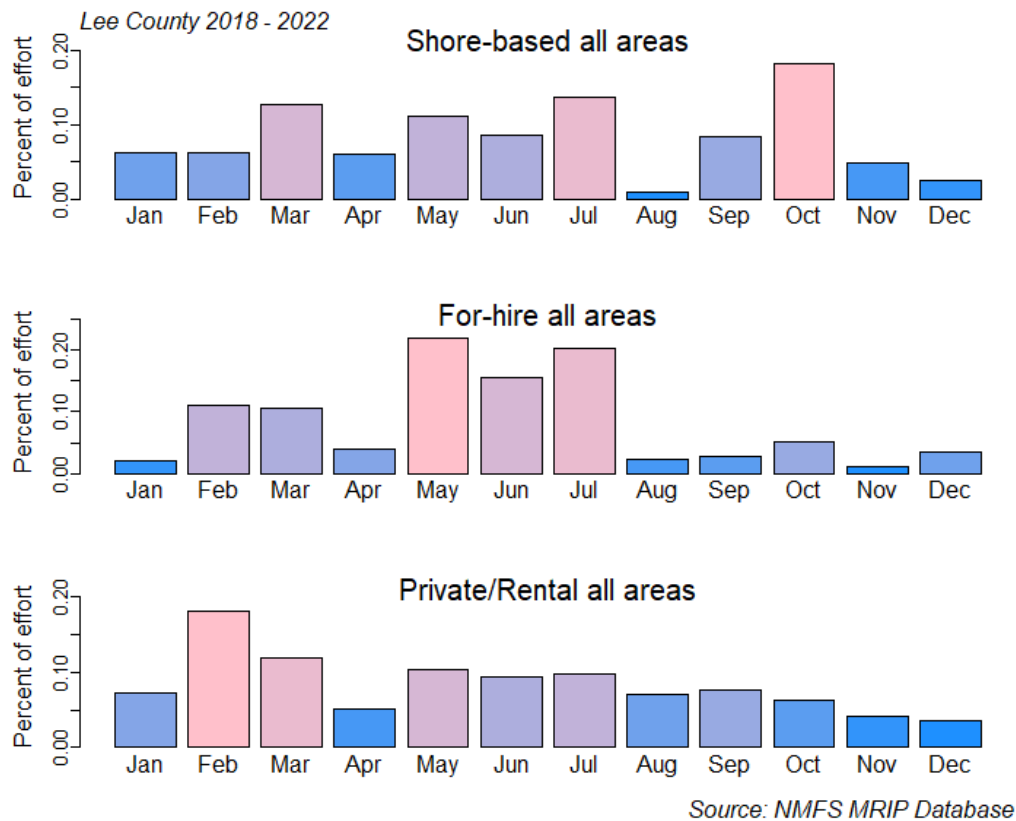 Lee County 2018 - 2022
Shore-based all areas
Percent of effort
0.20
0.10
0.00
Jan Feb Mar Apr May Jun Jul Aug Sep Oct Nov Dec
For-hire all areas
Percent of effort
0.20
0.10
0.00
Jan Feb Mar Apr May Jun Jul Aug Sep Oct Nov Dec
Private/Rental all areas
Percent of effort
0.20
0.10
0.00
Jan Feb Mar Apr May Jun Jul Aug Sep Oct Nov Dec
Source: NMFS MRIP Database